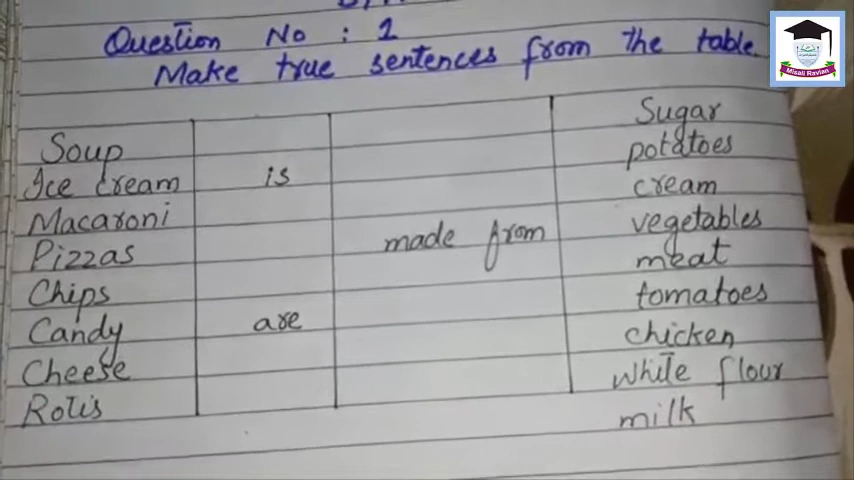 Question No : 1
Make true sentences from the table
Soup Sugar
Ice cream is potatoes
Macaroni cream
Pizzas made from vegetables
Chips meat
Candy are tomatoes
Cheese chicken
Rotis white flour
milk
Misali Ravian